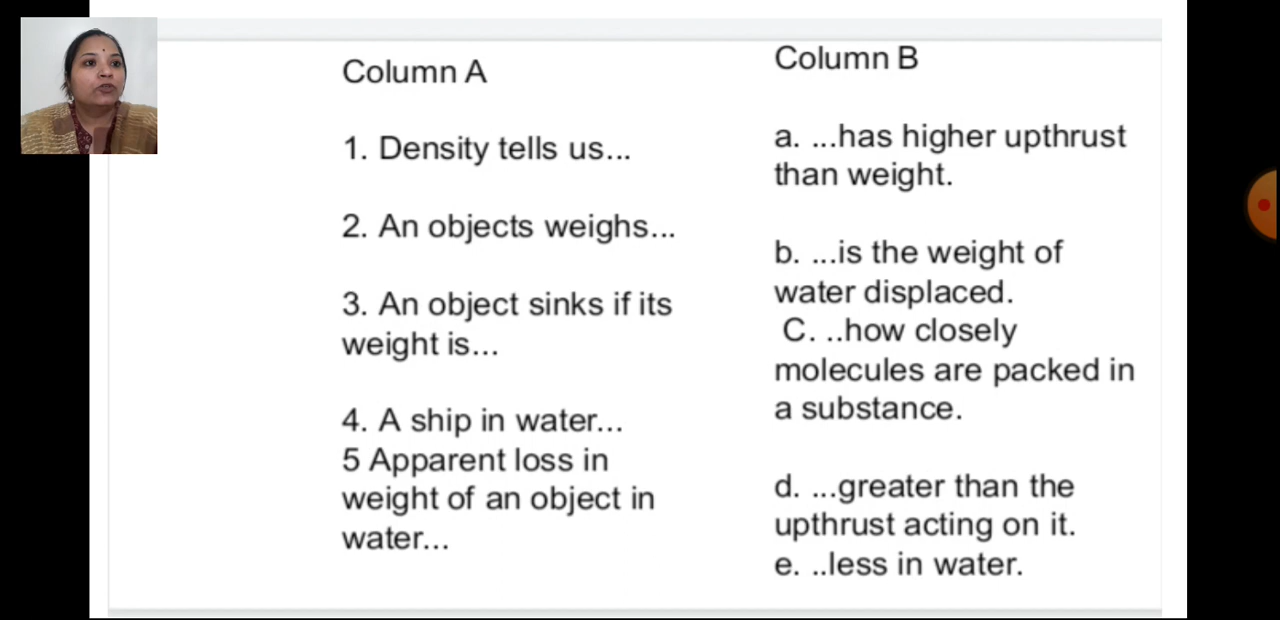 Column A
1. Density tells us...
2. An objects weighs...
3. An object sinks if its
weight is...
4. A ship in water...
5 Apparent loss in
weight of an object in
water...
Column B
a. ...has higher upthrust
than weight.
b. ...is the weight of
water displaced.
C. ..how closely
molecules are packed in
a substance.
d. ...greater than the
upthrust acting on it.
e. ..less in water.